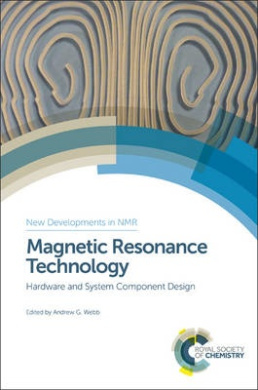 New Developments in NMR
Magnetic Resonance
Technology
Hardware and System Component Design
Edited by Andrew G. Webb
ROYAL SOCIETY
OF CHEMISTRY